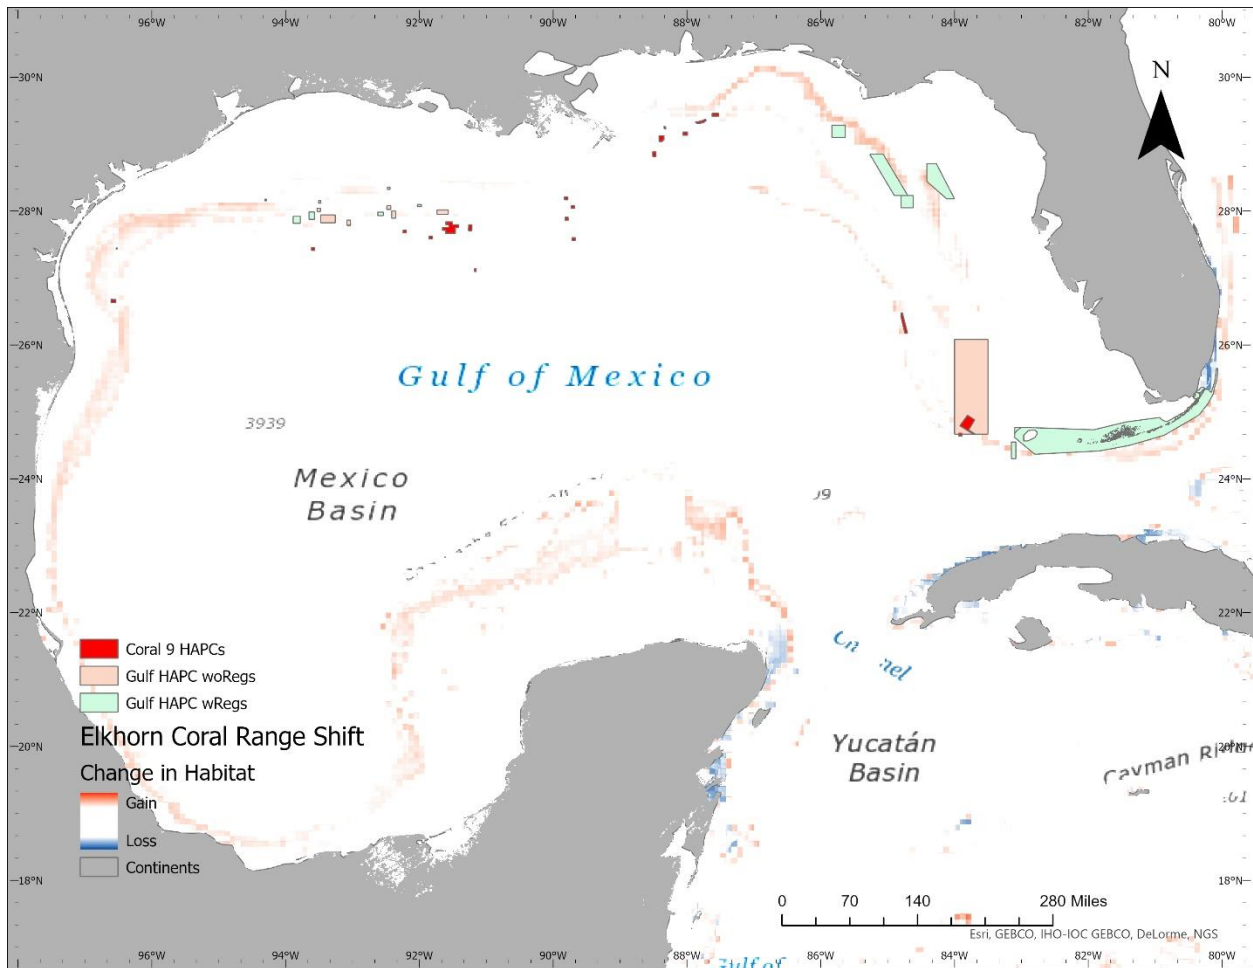 96°W 94°W 92°W 90°W 88°W 86°W 84°W 82°W 80°W
30°N 30°N
N
28°N 28°N
26°N 26°N
Gulf of Mexico
3939
24°N 24°N
Mexico
Basin
22°N 22°N
Coral 9 HAPCs
Gulf HAPC woRegs
Gulf HAPC wRegs
Elkhorn Coral Range Shift
Change in Habitat
Gain
Loss
Continents
20°N 20°N
Yucatán
Basin
Cayman
18°N 18°N
0 70 140 280 Miles
Esri, GEBCO, IHO-IOC GEBCO, DeLorme, NGS
96°W 94°W 92°W 90°W 88°W 86°W 84°W 82°W 80°W